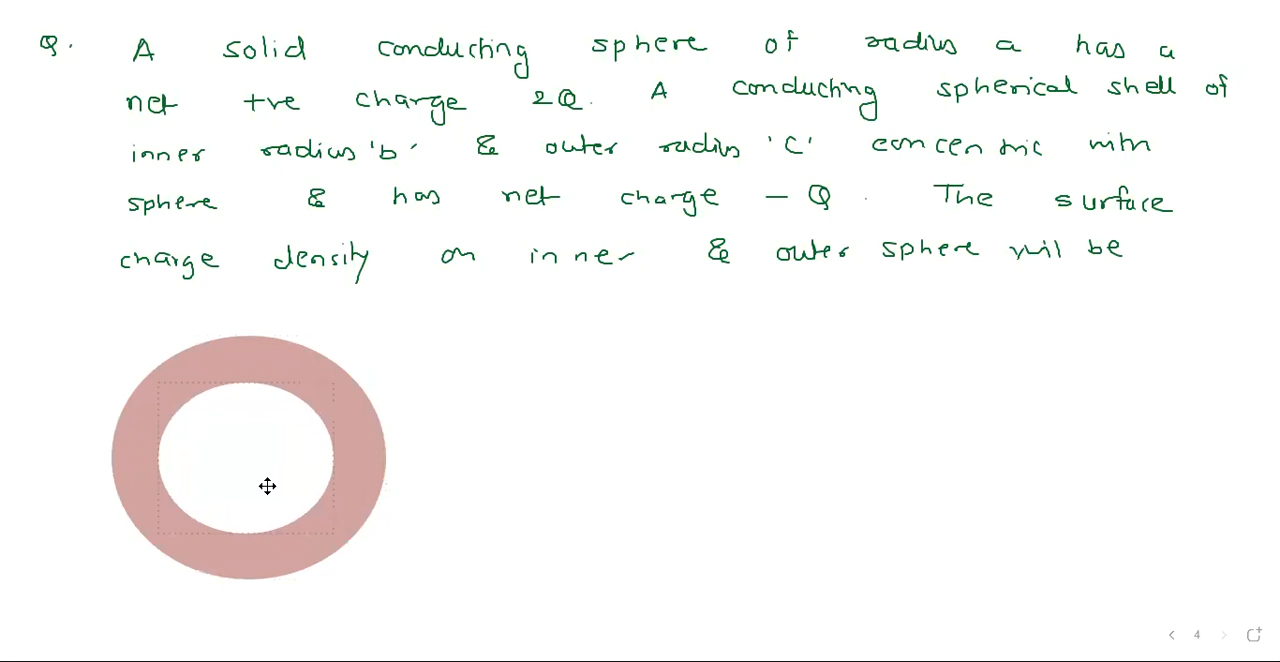 Q. A solid conducting sphere of radius a has a
net +ve charge 2Q. A conducting spherical shell of
inner radius 'b' & outer radius 'C' concentric with
sphere & has net charge - Q. The surface
charge density on inner & outer sphere will be
4